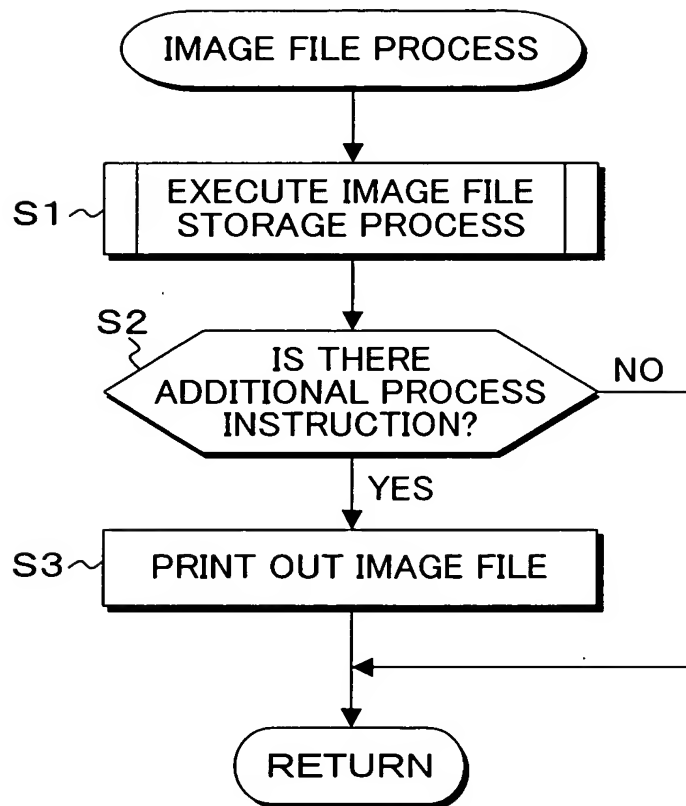 IMAGE FILE PROCESS
S1
EXECUTE IMAGE FILE
STORAGE PROCESS
S2
IS THERE
ADDITIONAL PROCESS
INSTRUCTION?
NO
YES
S3
PRINT OUT IMAGE FILE
RETURN